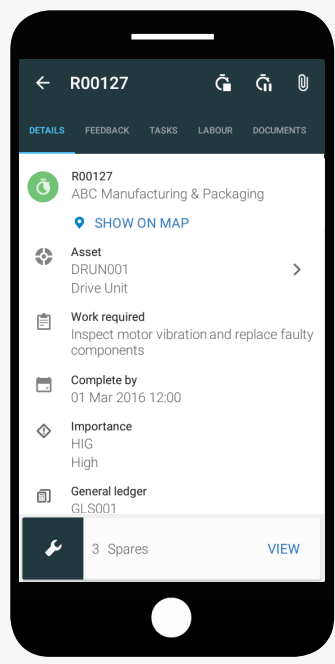 R00127
DETAILS FEEDBACK TASKS LABOUR DOCUMENTS
R00127
ABC Manufacturing & Packaging
SHOW ON MAP
Asset
DRUN001
Drive Unit
Work required
Inspect motor vibration and replace faulty
components
Complete by
01 Mar 2016 12:00
Importance
HIG
High
General ledger
GLS001
3 Spares VIEW